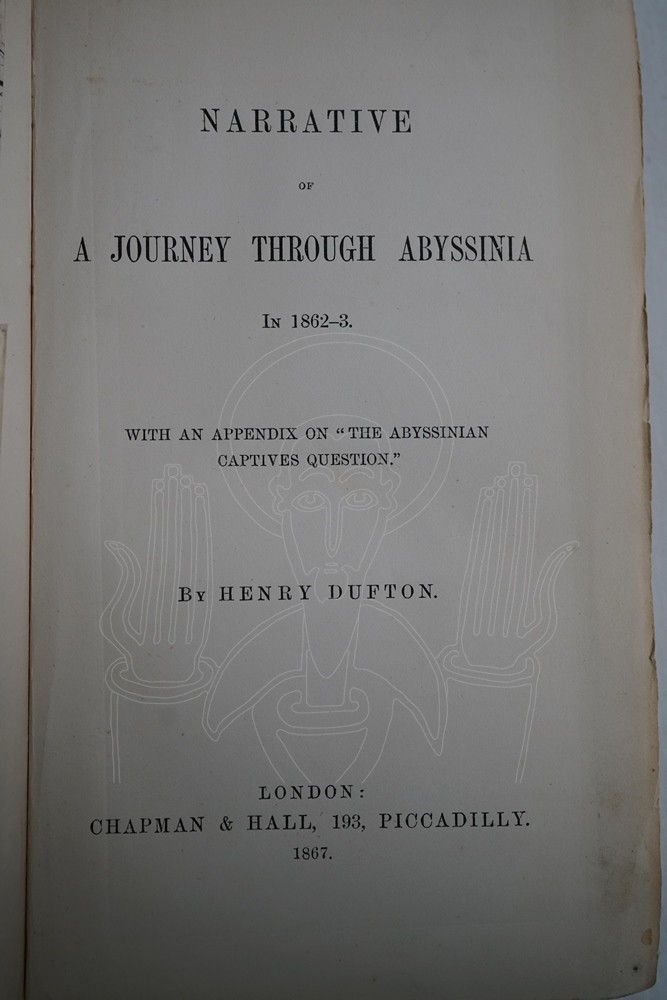 NARRATIVE
OF
A JOURNEY THROUGH ABYSSINIA
IN 1862–3.
WITH AN APPENDIX ON “THE ABYSSINIAN
CAPTIVES QUESTION.”
BY HENRY DUFTON.
LONDON:
CHAPMAN & HALL, 193, PICCADILLY.
1867.